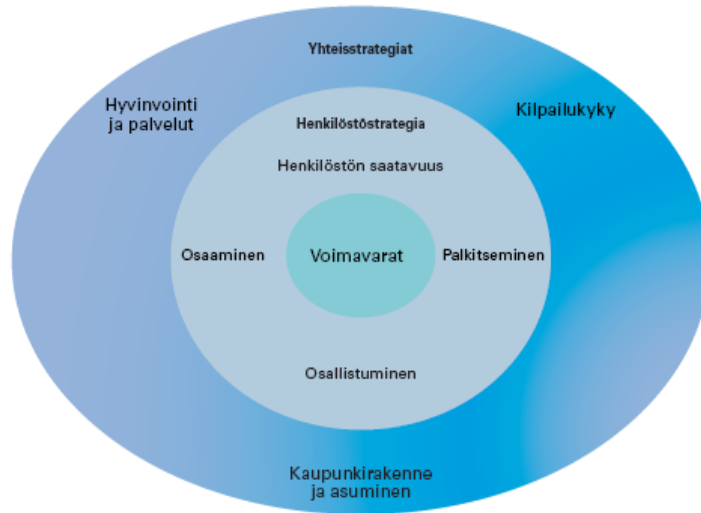 Yhteisstrategiat
Hyvinvointi
ja palvelut
Kilpailukyky
Henkilöstöstrategia
Henkilöstön saatavuus
Osaaminen
Voimavarat
Palkitseminen
Osallistuminen
Kaupunkirakenne
ja asuminen